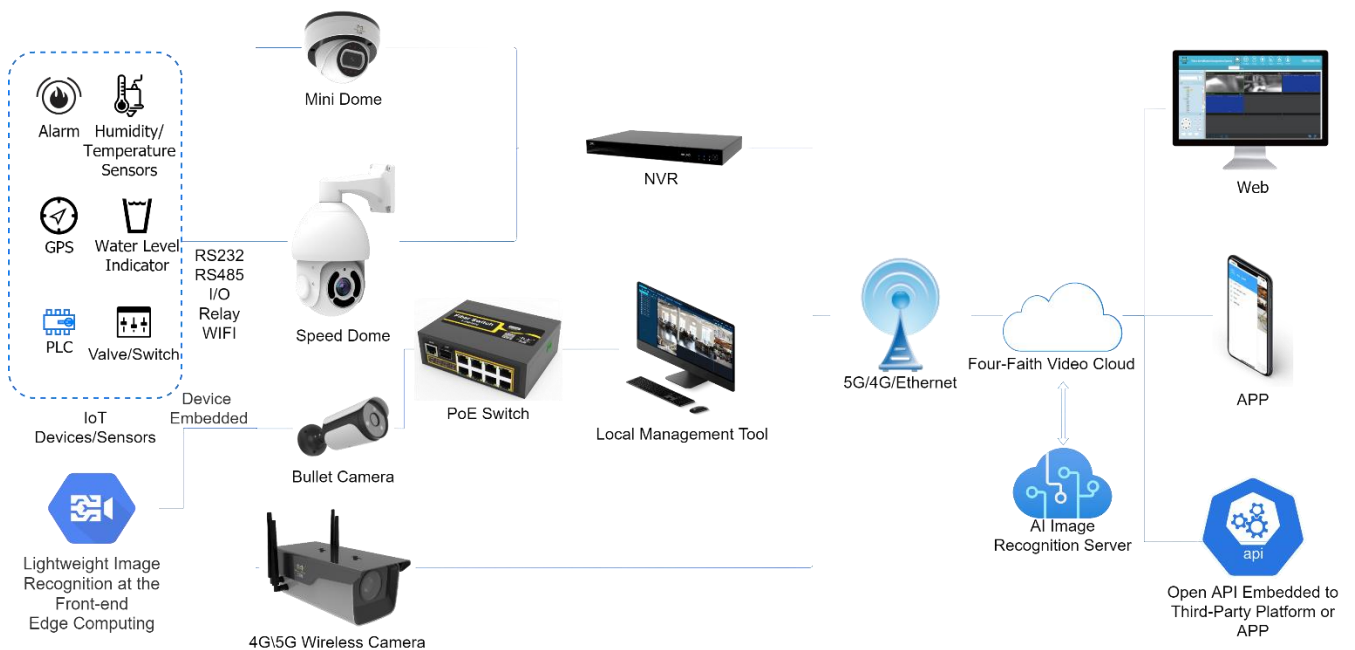 Mini Dome
Alarm
Humidity/
Temperature
Sensors
GPS
Water Level
Indicator
PLC
Valve/Switch
IoT
Devices/Sensors
RS232
RS485
I/O
Relay
WIFI
Speed Dome
Device
Embedded
Bullet Camera
Lightweight Image
Recognition at the
Front-end
Edge Computing
4G\5G Wireless Camera
NVR
Fiber Switch
PoE Switch
Local Management Tool
5G/4G/Ethernet
Four-Faith Video Cloud
AI Image
Recognition Server
Web
APP
api
Open API Embedded to
Third-Party Platform or
APP